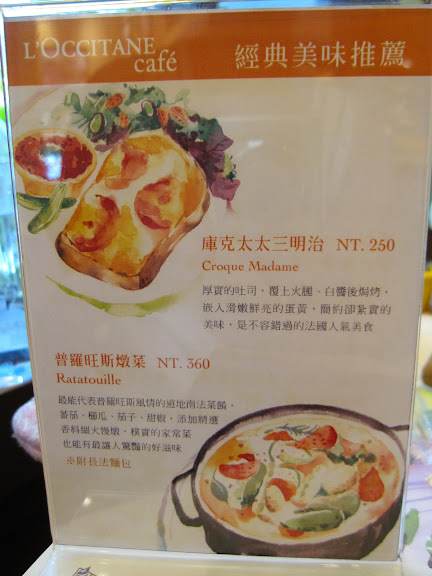 L'OCCITANE
café
經典美味推薦
庫克太太三明治 NT. 250
Croque Madame
厚實的吐司，覆上火腿、白醬後焗烤，
嵌入滑嫩鮮亮的蛋黃，簡約卻紮實的
美味，是不容錯過的法國人氣美食
普羅旺斯燉菜 NT. 360
Ratatouille
最能代表普羅旺斯風情的道地南法菜餚，
蕃茄、櫛瓜、茄子、甜椒，添加精選
香料細火慢燉，樸實的家常菜
也能有最讓人驚豔的好滋味
※附長法麵包